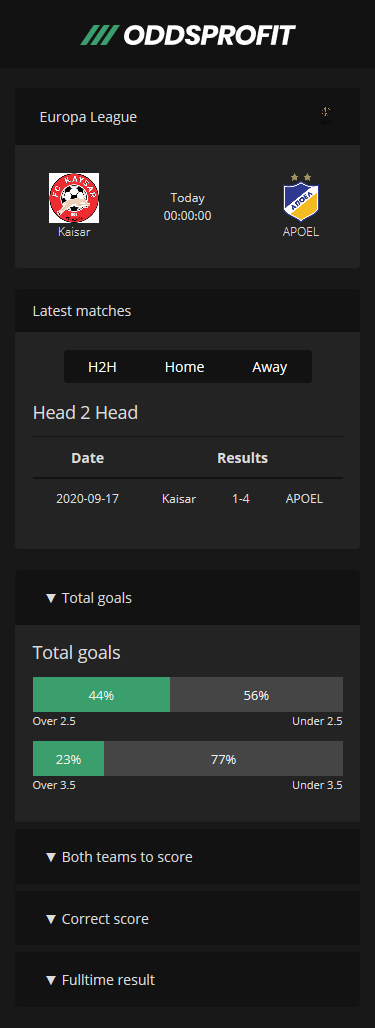 ODDSPROFIT
Europa League
FC KAYSAR
Today
00:00:00
Kaisar
APOEL
Latest matches
H2H Home Away
Head 2 Head
Date Results
2020-09-17 Kaisar 1-4 APOEL
▼ Total goals
Total goals
44% 56%
Over 2.5 Under 2.5
23% 77%
Over 3.5 Under 3.5
▼ Both teams to score
▼ Correct score
▼ Fulltime result